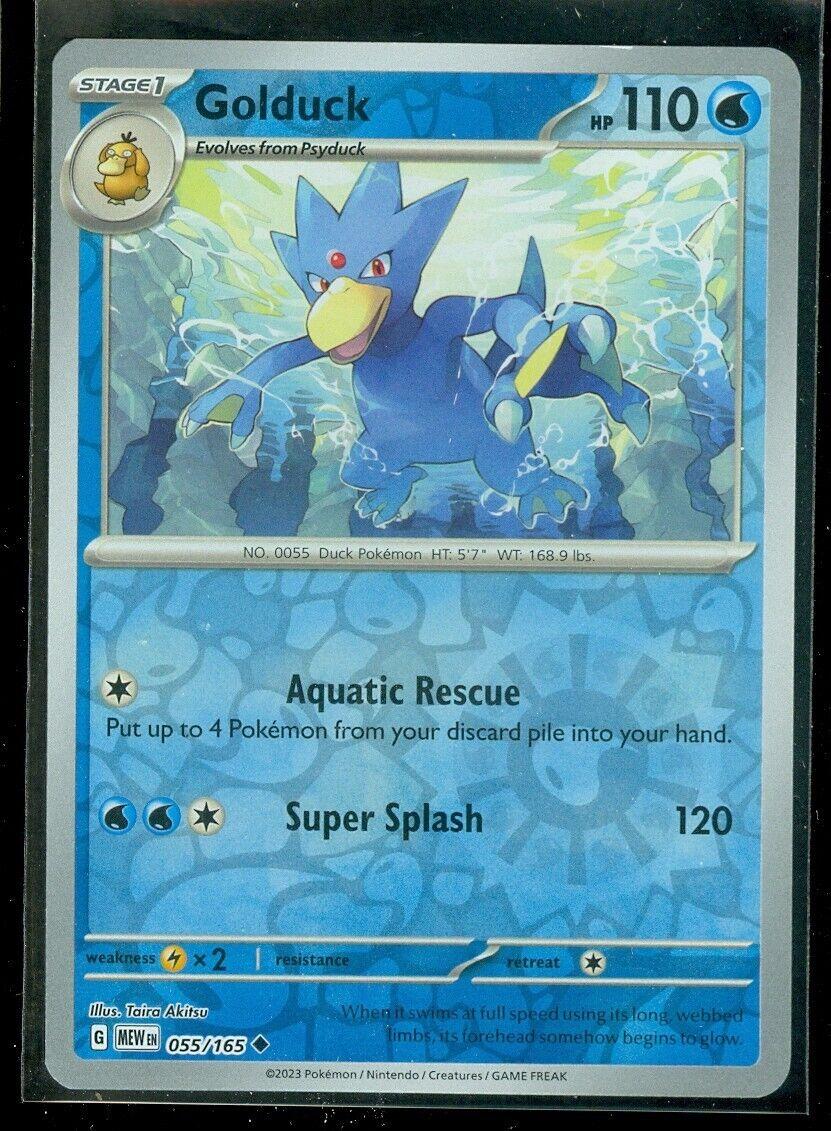 STAGE1
Golduck
HP 110
Evolves from Psyduck
NO. 0055 Duck Pokémon HT: 5'7" WT: 168.9 lbs.
Aquatic Rescue
Put up to 4 Pokémon from your discard pile into your hand.
Super Splash 120
weakness ×2 resistance retreat
Illus. Taira Akitsu
When it swims at full speed using its long, webbed
limbs, its forehead somehow begins to glow.
G MEW EN 055/165
©2023 Pokémon / Nintendo / Creatures / GAME FREAK